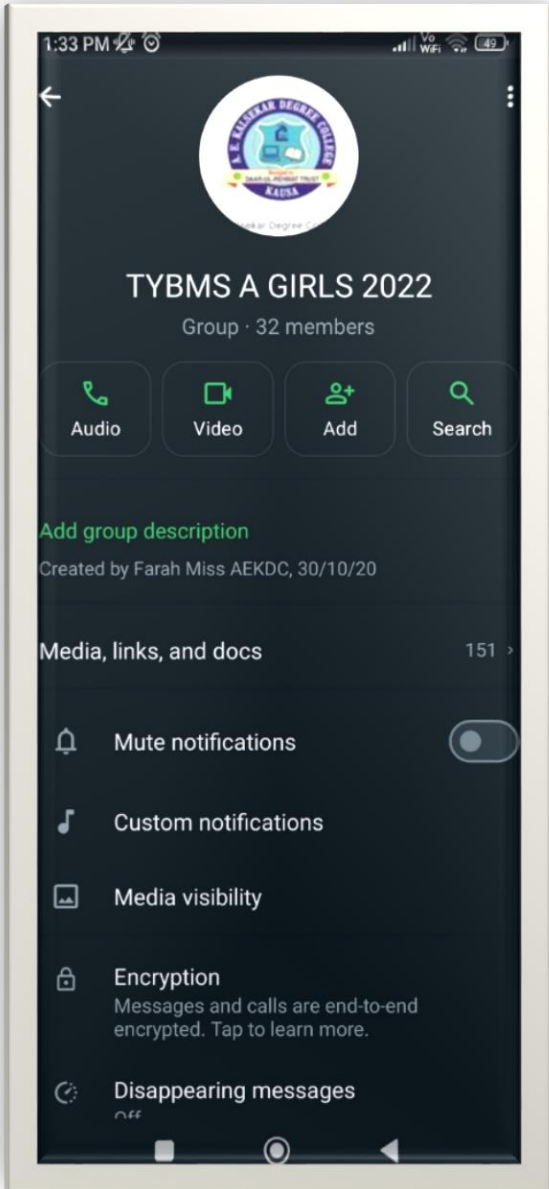 1:33 PM
Vo WiFi 49
A. E. KALSEKAR DEGREE COLLEGE
KAUSA
TYBMS A GIRLS 2022
Group · 32 members
Audio Video Add Search
Add group description
Created by Farah Miss AEKDC, 30/10/20
Media, links, and docs 151
Mute notifications
Custom notifications
Media visibility
Encryption
Messages and calls are end-to-end
encrypted. Tap to learn more.
Disappearing messages
Off